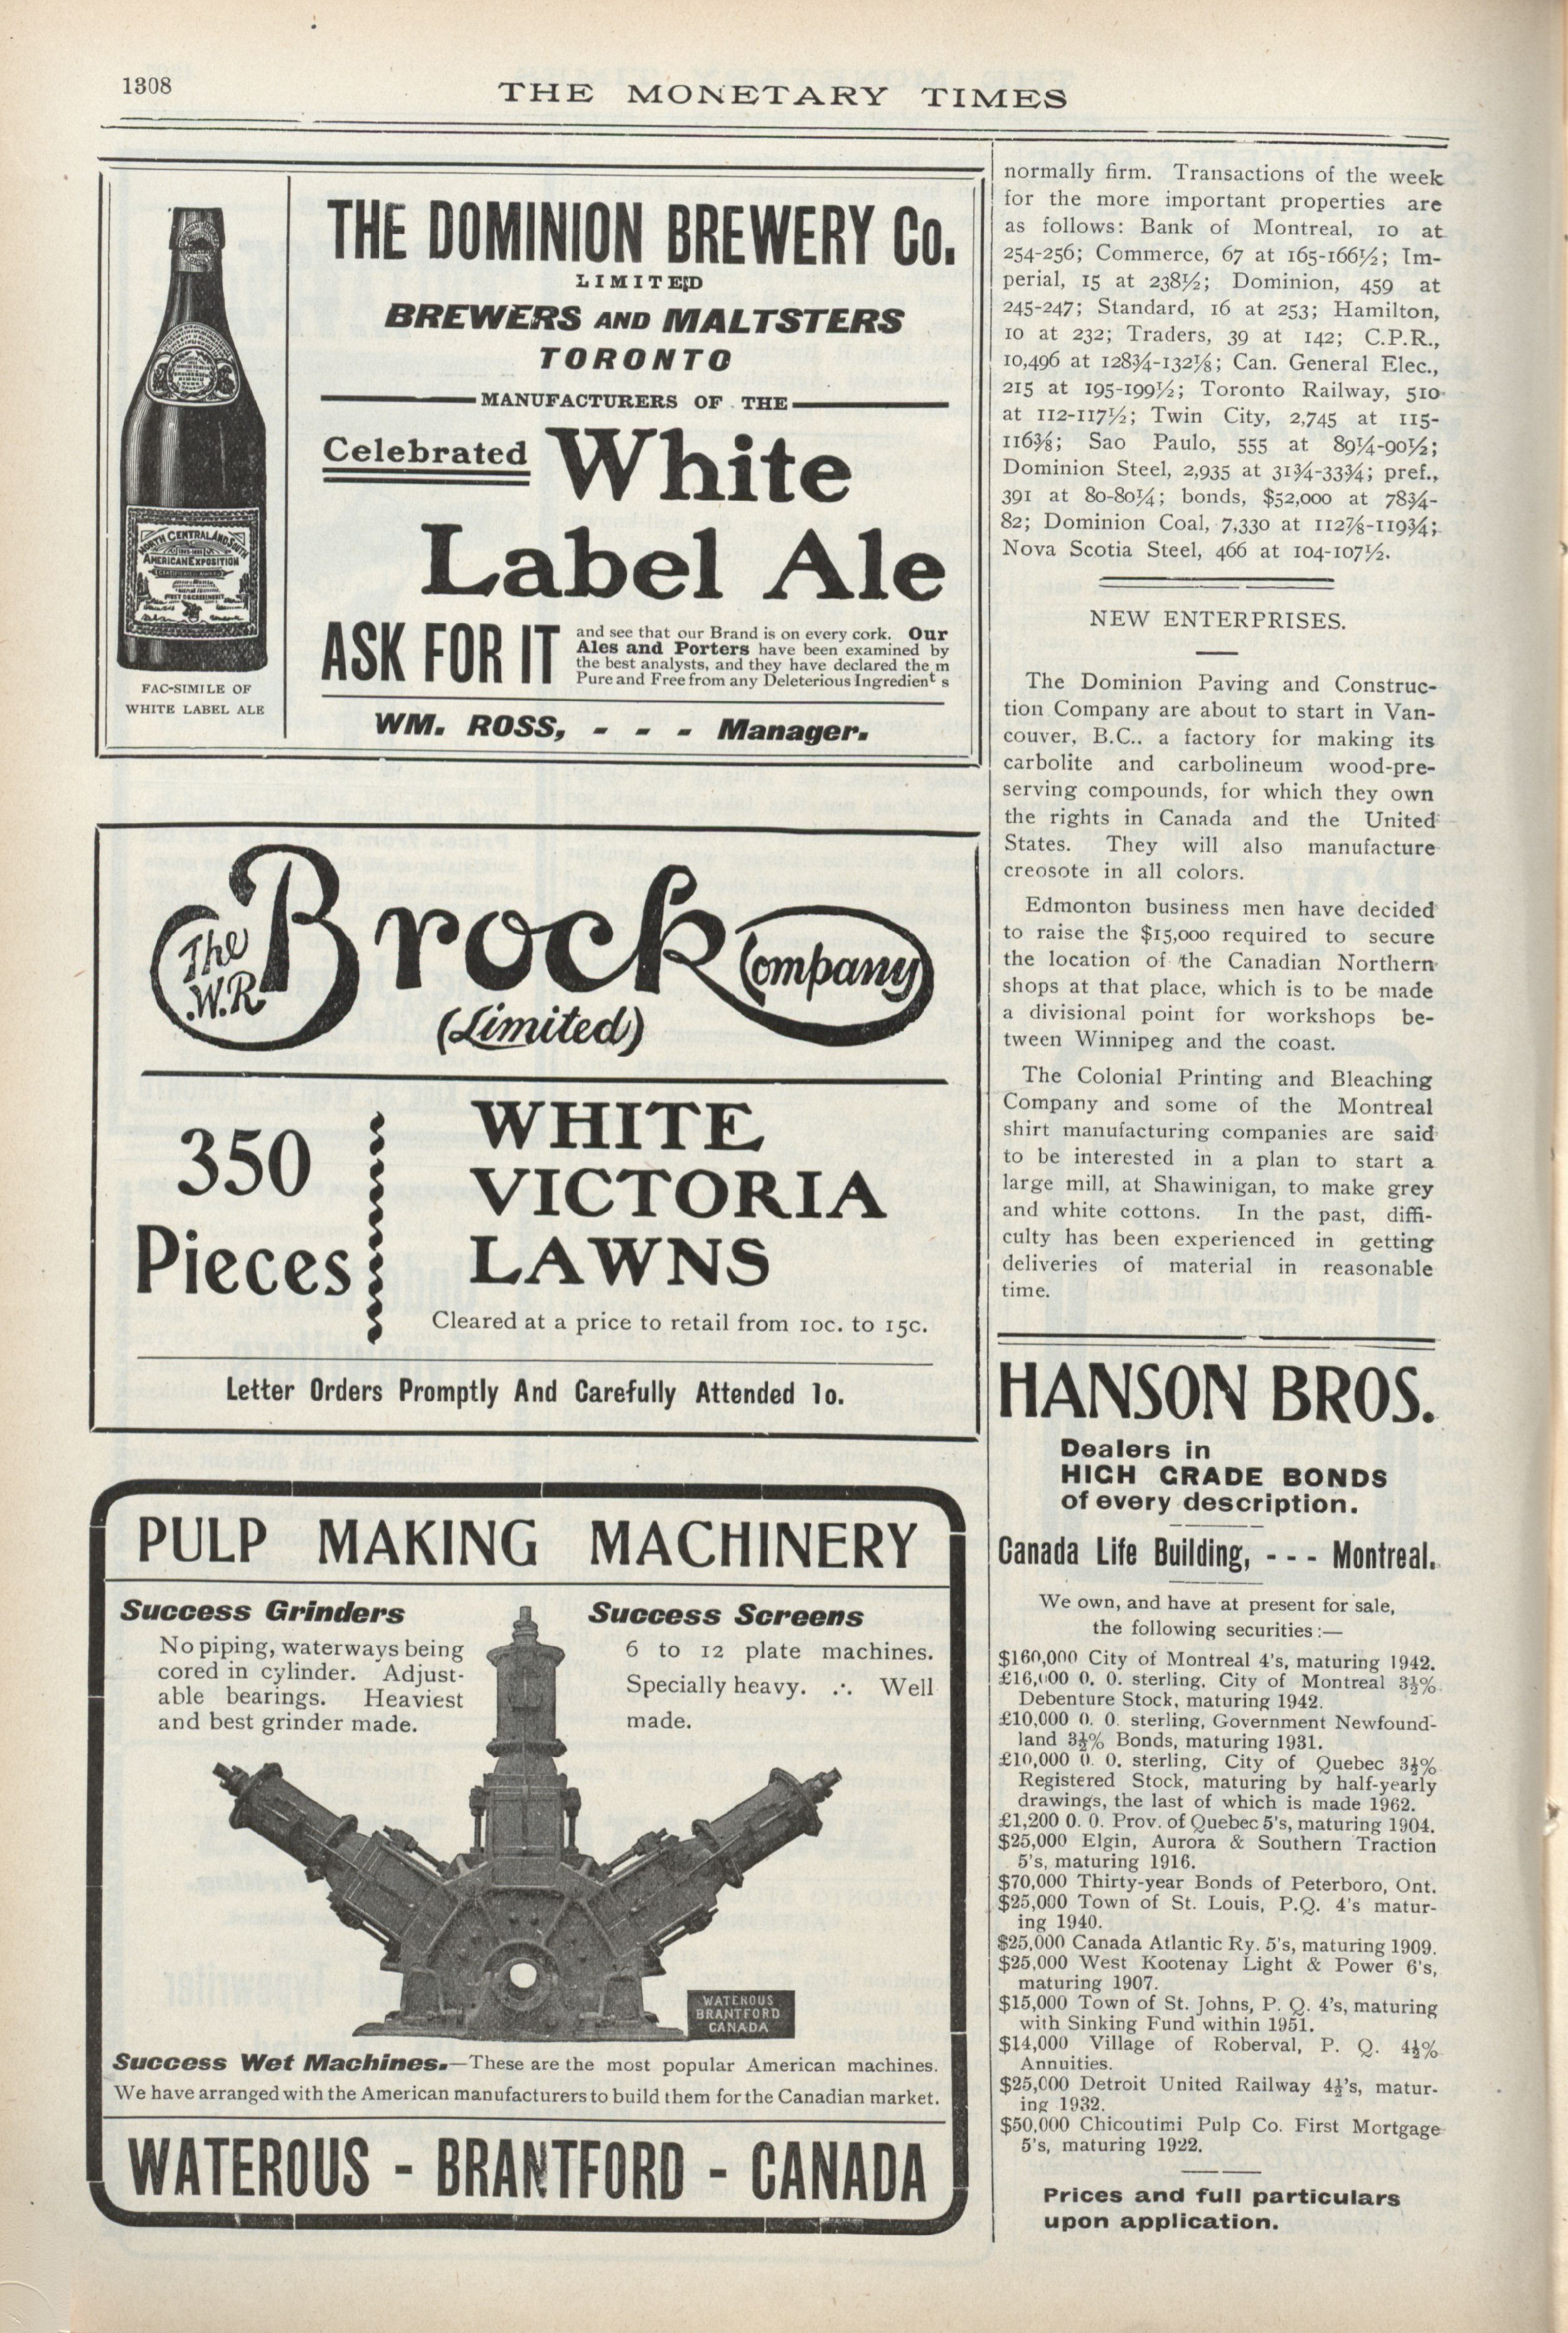 1308
THE MONETARY TIMES
THE DOMINION BREWERY Co.
LIMITED
BREWERS AND MALTSTERS
TORONTO
MANUFACTURERS OF THE
Celebrated White
Label Ale
ASK FOR IT
and see that our Brand is on every cork. Our
Ales and Porters have been examined by
the best analysts, and they have declared the m
Pure and Free from any Deleterious Ingredient s
NORTH CENTRAL AND SOUTH
AMERICAN EXPOSITION
FAC-SIMILE OF
WHITE LABEL ALE
WM. ROSS, - - - Manager.
The W.R. Brock Company
(Limited)
350
Pieces
WHITE
VICTORIA
LAWNS
Cleared at a price to retail from 10c. to 15c.
Letter Orders Promptly And Carefully Attended To.
PULP MAKING MACHINERY
Success Grinders
No piping, waterways being
cored in cylinder. Adjust-
able bearings. Heaviest
and best grinder made.
Success Screens
6 to 12 plate machines.
Specially heavy. ∴ Well
made.
WATEROUS
BRANTFORD
CANADA
Success Wet Machines.—These are the most popular American machines.
We have arranged with the American manufacturers to build them for the Canadian market.
WATEROUS - BRANTFORD - CANADA
normally firm. Transactions of the week
for the more important properties are
as follows: Bank of Montreal, 10 at
254-256; Commerce, 67 at 165-166½; Im-
perial, 15 at 238½; Dominion, 459 at
245-247; Standard, 16 at 253; Hamilton,
10 at 232; Traders, 39 at 142; C.P.R.,
10,496 at 128¾-132⅛; Can. General Elec.,
215 at 195-199½; Toronto Railway, 510
at 112-117½; Twin City, 2,745 at 115-
116⅜; Sao Paulo, 555 at 89¼-90½;
Dominion Steel, 2,935 at 31¾-33¾; pref.,
391 at 80-80¼; bonds, $52,000 at 78¾-
82; Dominion Coal, 7,330 at 112⅞-119¾;
Nova Scotia Steel, 466 at 104-107½.
NEW ENTERPRISES.
The Dominion Paving and Construc-
tion Company are about to start in Van-
couver, B.C., a factory for making its
carbolite and carbolineum wood-pre-
serving compounds, for which they own
the rights in Canada and the United
States. They will also manufacture
creosote in all colors.
Edmonton business men have decided
to raise the $15,000 required to secure
the location of the Canadian Northern
shops at that place, which is to be made
a divisional point for workshops be-
tween Winnipeg and the coast.
The Colonial Printing and Bleaching
Company and some of the Montreal
shirt manufacturing companies are said
to be interested in a plan to start a
large mill, at Shawinigan, to make grey
and white cottons. In the past, diffi-
culty has been experienced in getting
deliveries of material in reasonable
time.
HANSON BROS.
Dealers in
HIGH GRADE BONDS
of every description.
Canada Life Building, - - - Montreal.
We own, and have at present for sale,
the following securities :—
$160,000 City of Montreal 4's, maturing 1942.
£16,000 0. 0. sterling, City of Montreal 3½%
Debenture Stock, maturing 1942.
£10,000 0. 0. sterling, Government Newfound-
land 3½% Bonds, maturing 1931.
£10,000 0. 0. sterling, City of Quebec 3½%
Registered Stock, maturing by half-yearly
drawings, the last of which is made 1962.
£1,200 0. 0. Prov. of Quebec 5's, maturing 1904.
$25,000 Elgin, Aurora & Southern Traction
5's, maturing 1916.
$70,000 Thirty-year Bonds of Peterboro, Ont.
$25,000 Town of St. Louis, P.Q. 4's matur-
ing 1940.
$25,000 Canada Atlantic Ry. 5's, maturing 1909.
$25,000 West Kootenay Light & Power 6's,
maturing 1907.
$15,000 Town of St. Johns, P. Q. 4's, maturing
with Sinking Fund within 1951.
$14,000 Village of Roberval, P. Q. 4½%
Annuities.
$25,000 Detroit United Railway 4½'s, matur-
ing 1932.
$50,000 Chicoutimi Pulp Co. First Mortgage
5's, maturing 1922.
Prices and full particulars
upon application.